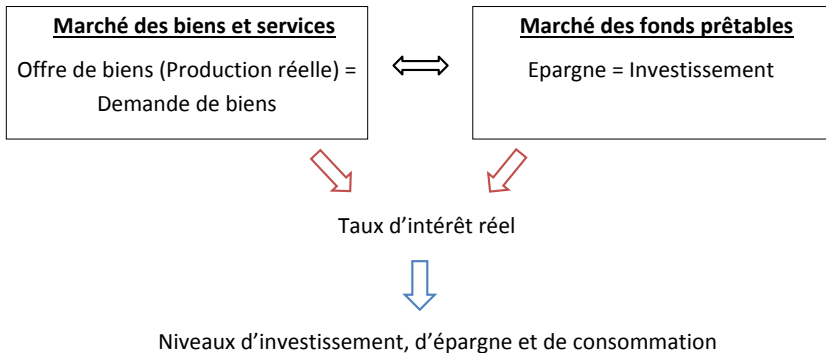 Marché des biens et services
Offre de biens (Production réelle) =
Demande de biens
Marché des fonds prêtables
Epargne = Investissement
Taux d’intérêt réel
Niveaux d’investissement, d’épargne et de consommation